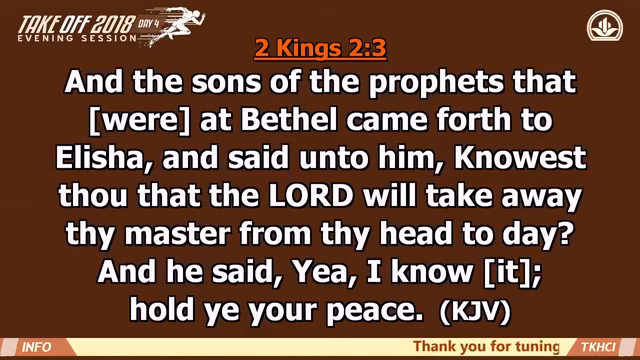 TAKE OFF 2018 DAY 4
EVENING SESSION
2 Kings 2:3
And the sons of the prophets that
[were] at Bethel came forth to
Elisha, and said unto him, Knowest
thou that the LORD will take away
thy master from thy head to day?
And he said, Yea, I know [it];
hold ye your peace. (KJV)
INFO
Thank you for tuning
TKHCI